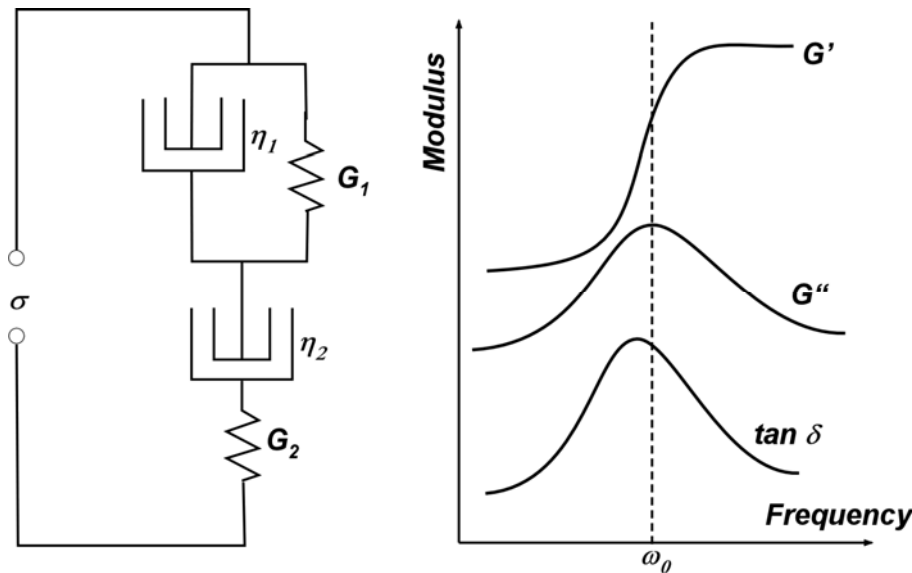 η1
G1
σ
η2
G2
Modulus
G’
G“
tan δ
Frequency
ω0